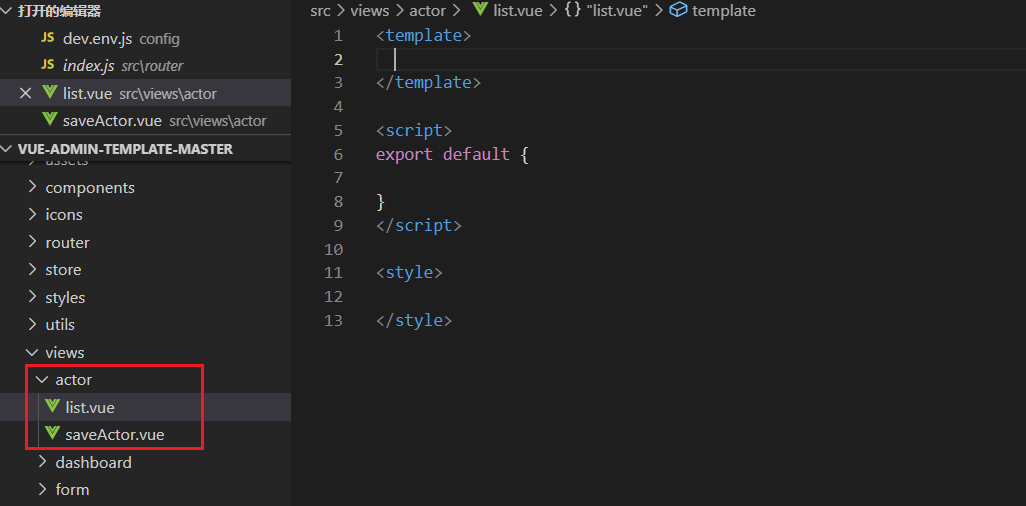 打开的编辑器
JS dev.env.js config
JS index.js src\router
list.vue src\views\actor
saveActor.vue src\views\actor
VUE-ADMIN-TEMPLATE-MASTER
assets
components
icons
router
store
styles
utils
views
actor
list.vue
saveActor.vue
dashboard
form
src > views > actor > list.vue > {} "list.vue" > template
1 <template>
2
3 </template>
4
5 <script>
6 export default {
7
8 }
9 </script>
10
11 <style>
12
13 </style>